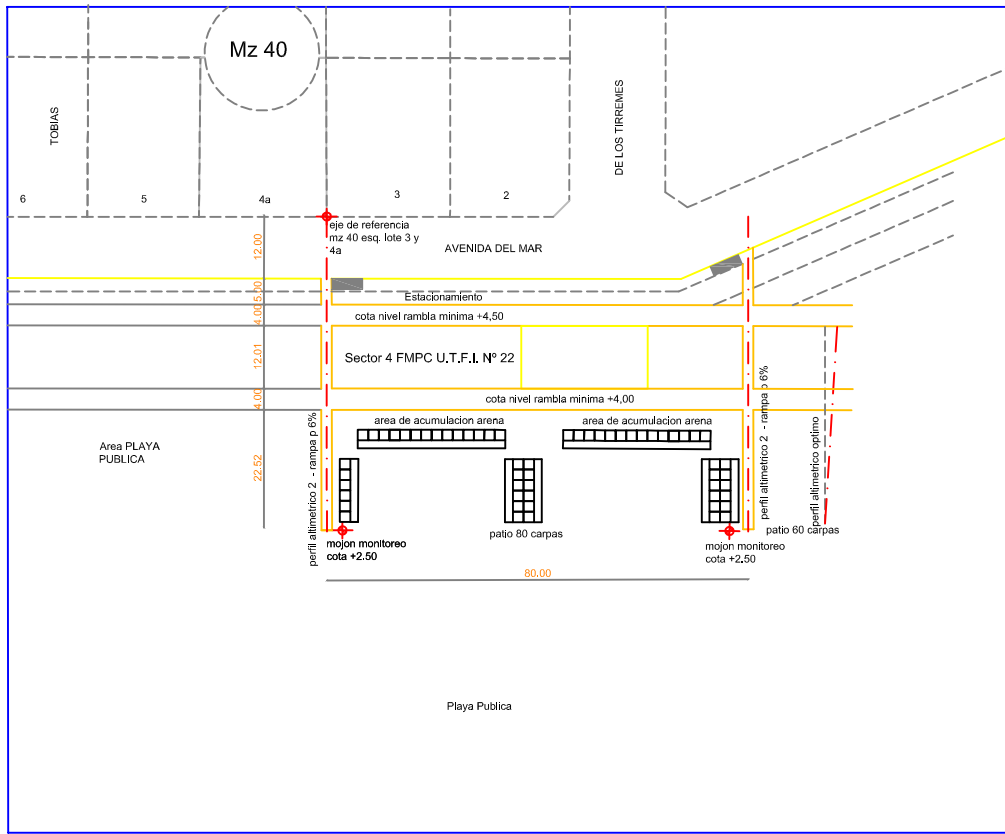 Mz 40
TOBIAS
DE LOS TIRREMES
6
5
4a
3
2
eje de referencia
mz 40 esq. lote 3 y
4a
AVENIDA DEL MAR
12.00
5.00
4.00
12.01
4.00
22.52
Estacionamiento
cota nivel rambla minima +4,50
Sector 4 FMPC U.T.F.I. Nº 22
cota nivel rambla minima +4,00
area de acumulacion arena
area de acumulacion arena
Area PLAYA
PUBLICA
perfil altimetrico 2 - rampa p 6%
perfil altimetrico 2 - rampa p 6%
perfil altimetrico optimo
patio 80 carpas
patio 60 carpas
mojon monitoreo
cota +2.50
mojon monitoreo
cota +2.50
80.00
Playa Publica